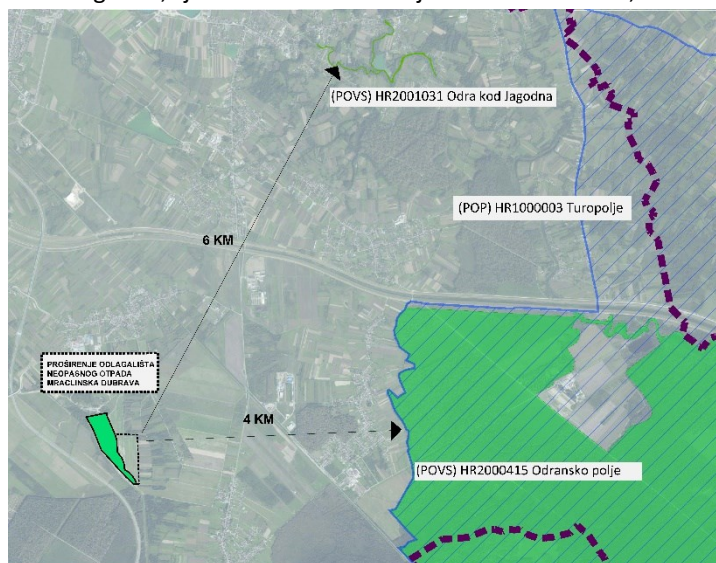 (POVS) HR2001031 Odra kod Jagodna
(POP) HR1000003 Turopolje
6 KM
PROŠIRENJE ODLAGALIŠTA
NEOPASNOG OTPADA
MRACLINSKA DUBRAVA
4 KM
(POVS) HR2000415 Odransko polje